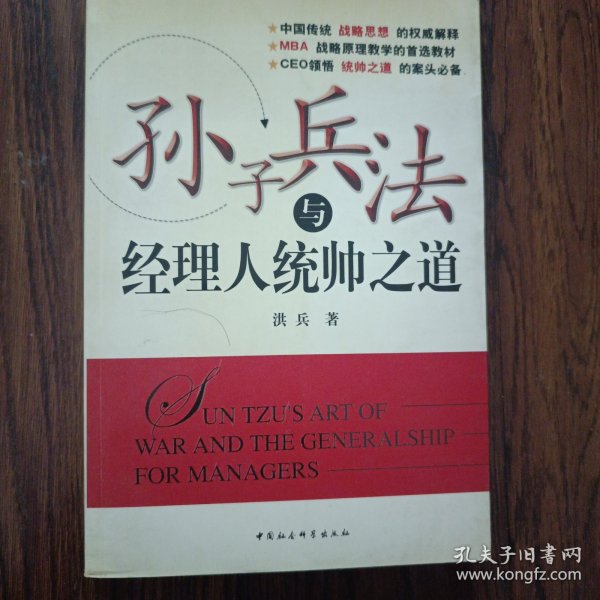 ★中国传统 战略思想 的权威解释
★MBA 战略原理教学的首选教材
★CEO领悟 统帅之道 的案头必备
孙子兵法
与
经理人统帅之道
洪兵 著
SUN TZU'S ART OF
WAR AND THE GENERALSHIP
FOR MANAGERS
中国社会科学出版社
孔夫子旧书网
www.kongfz.com